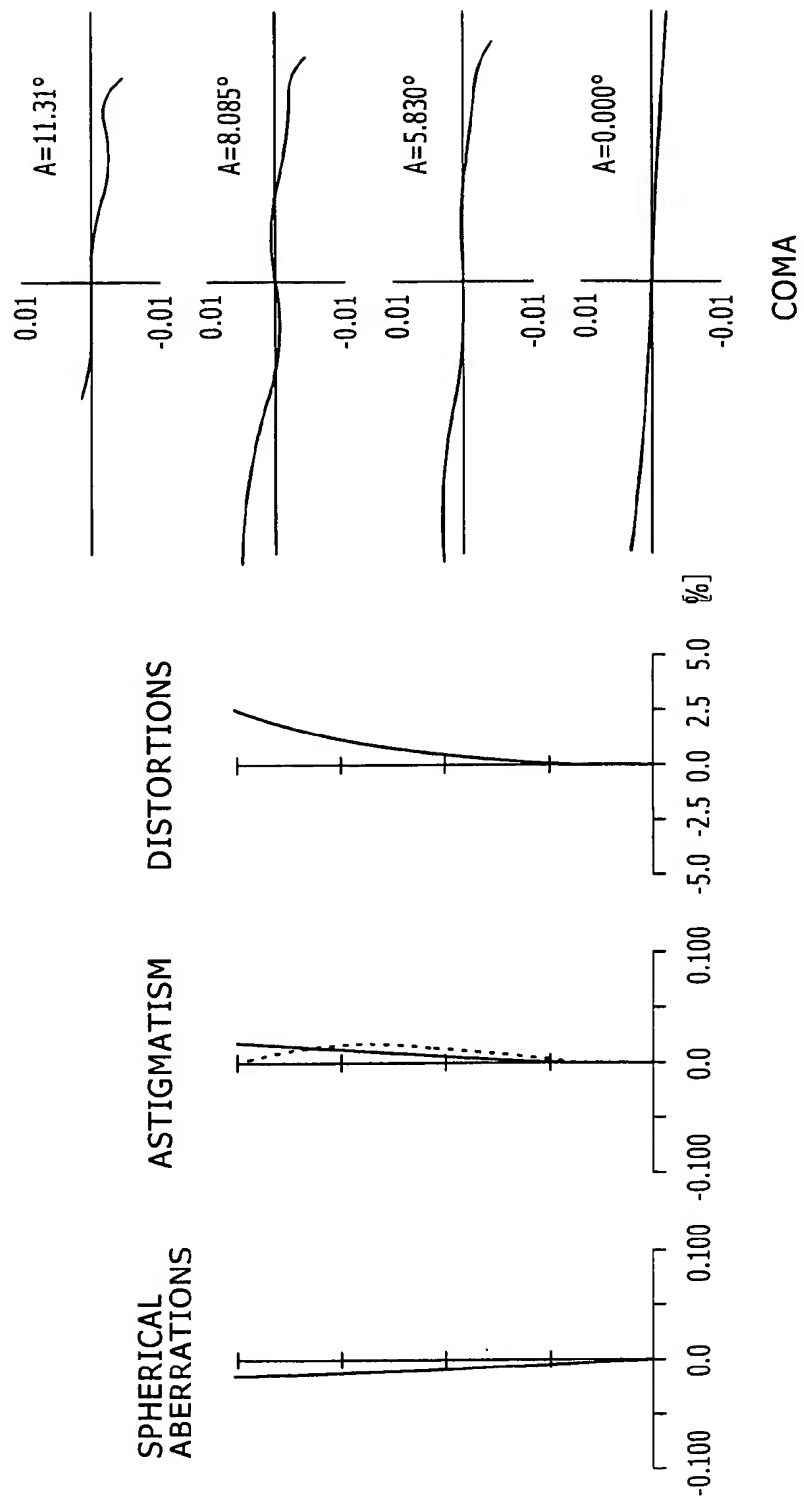 SPHERICAL
ABERRATIONS
-0.100 0.0 0.100
ASTIGMATISM
-0.100 0.0 0.100
DISTORTIONS
-5.0 -2.5 0.0 2.5 5.0 [%]
A=11.31°
0.01
-0.01
A=8.085°
0.01
-0.01
A=5.830°
0.01
-0.01
A=0.000°
0.01
-0.01
COMA